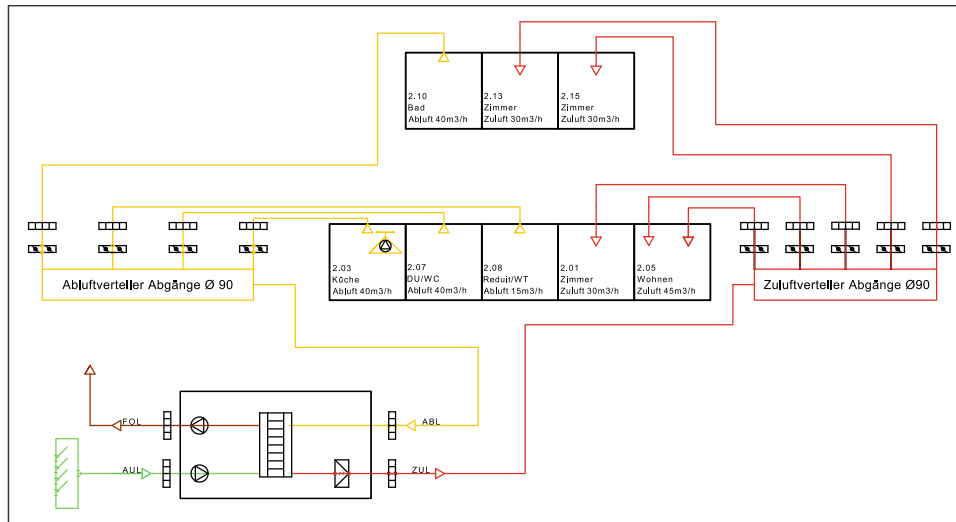 2.10
Bad
Abluft 40m3/h
2.13
Zimmer
Zuluft 30m3/h
2.15
Zimmer
Zuluft 30m3/h
2.03
Küche
Abluft 40m3/h
2.07
DU/WC
Abluft 40m3/h
2.08
Reduit/WT
Abluft 15m3/h
2.01
Zimmer
Zuluft 30m3/h
2.05
Wohnen
Zuluft 45m3/h
Abluftverteller Abgänge Ø 90
Zuluftverteller Abgänge Ø90
FOL
ABL
AUL
ZUL